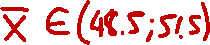 X̅ ∈ (48.5; 51.5)